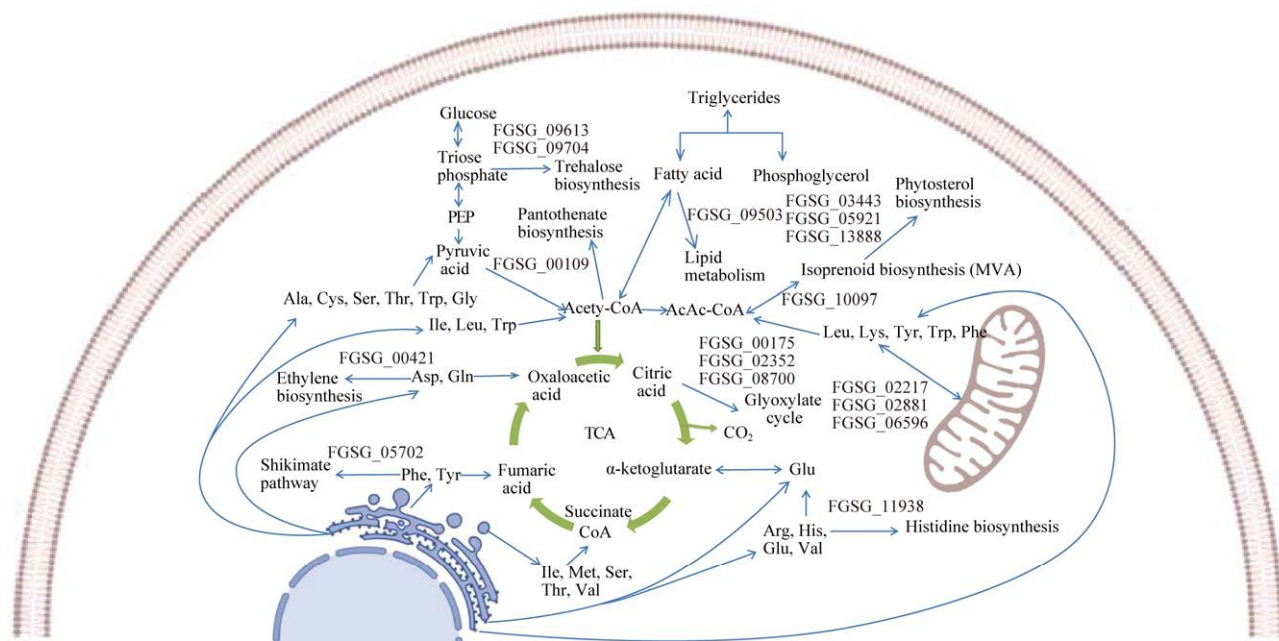 Triglycerides
Glucose
FGSG_09613
FGSG_09704
Triose
phosphate
Trehalose
biosynthesis
Fatty acid
Phosphoglycerol
Phytosterol
biosynthesis
FGSG_03443
FGSG_05921
FGSG_13888
PEP
Pantothenate
biosynthesis
FGSG_09503
Pyruvic
acid
FGSG_00109
Lipid
metabolism
Isoprenoid biosynthesis (MVA)
Ala, Cys, Ser, Thr, Trp, Gly
FGSG_10097
Acety-CoA
AcAc-CoA
Ile, Leu, Trp
Leu, Lys, Tyr, Trp, Phe
FGSG_00175
FGSG_02352
FGSG_08700
FGSG_00421
Ethylene
biosynthesis
Asp, Gln
Oxaloacetic
acid
Citric
acid
Glyoxylate
cycle
FGSG_02217
FGSG_02881
FGSG_06596
TCA
CO₂
FGSG_05702
Shikimate
pathway
Phe, Tyr
Fumaric
acid
α-ketoglutarate
Glu
FGSG_11938
Succinate
CoA
Arg, His,
Glu, Val
Histidine biosynthesis
Ile, Met, Ser,
Thr, Val